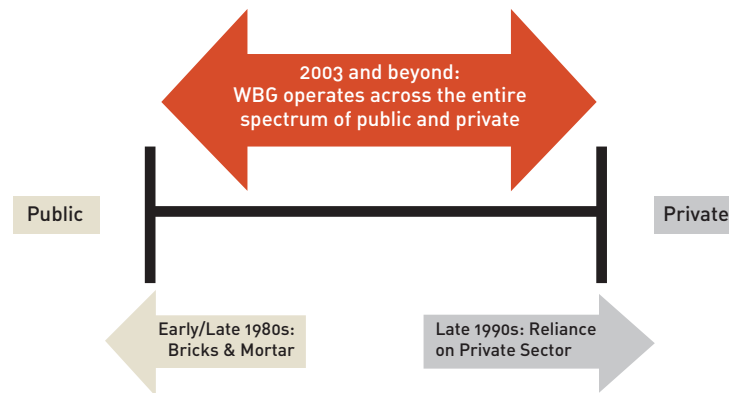 2003 and beyond:
WBG operates across the entire
spectrum of public and private
Public
Private
Early/Late 1980s:
Bricks & Mortar
Late 1990s: Reliance
on Private Sector